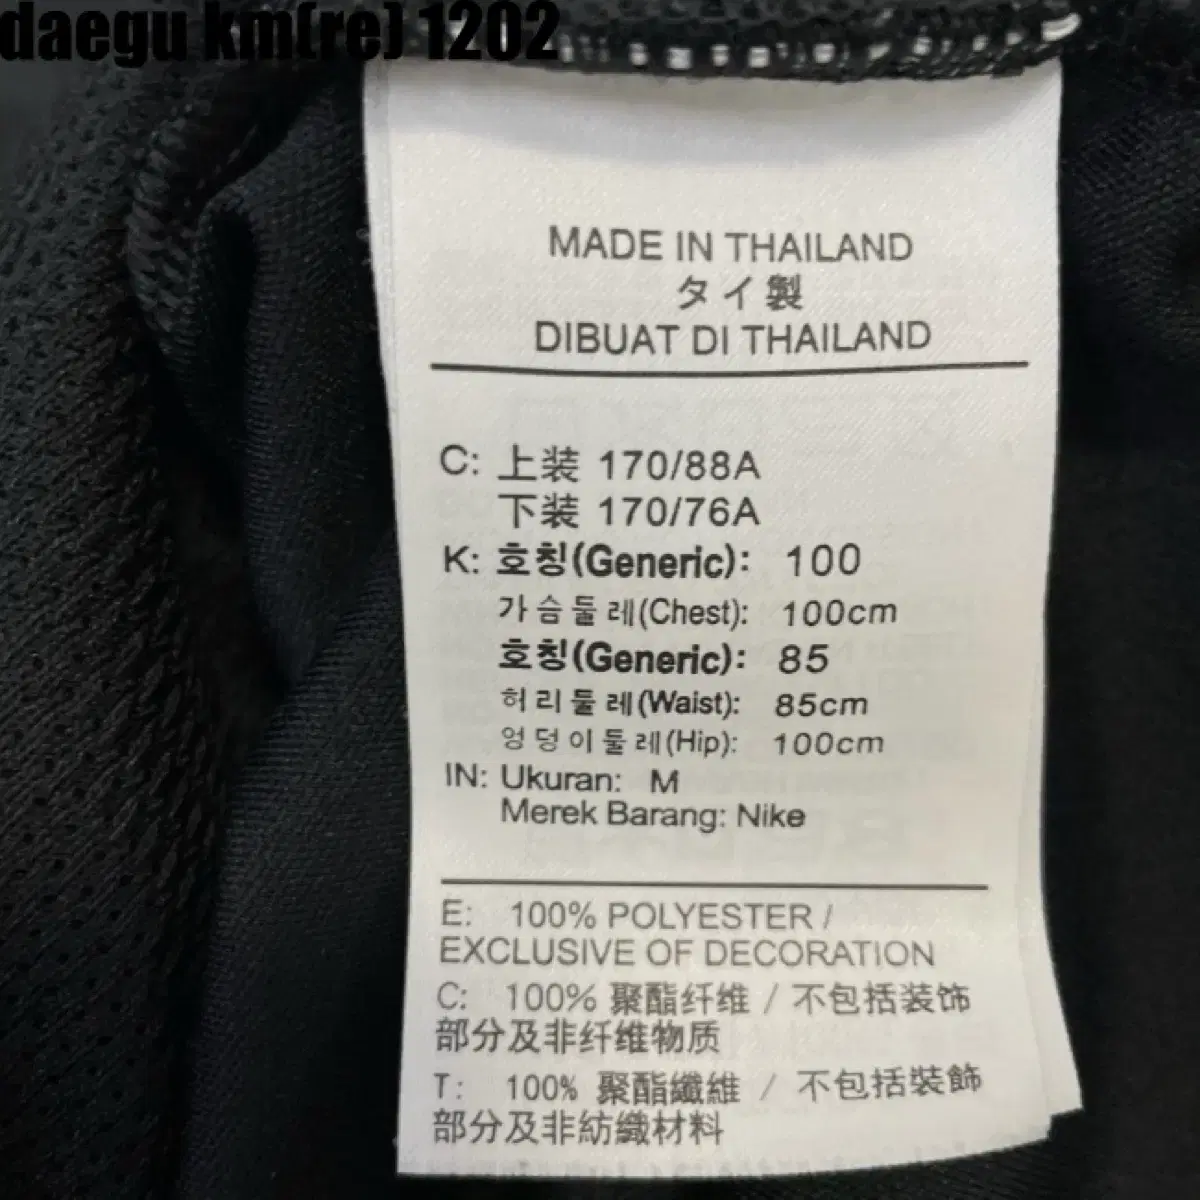 daegu km(re) 1202
MADE IN THAILAND
タイ製
DIBUAT DI THAILAND
C: 上装 170/88A
下装 170/76A
K: 호칭(Generic): 100
가슴둘레(Chest): 100cm
호칭(Generic): 85
허리둘레(Waist): 85cm
엉덩이둘레(Hip): 100cm
IN: Ukuran: M
Merek Barang: Nike
E: 100% POLYESTER /
EXCLUSIVE OF DECORATION
C: 100% 聚酯纤维 / 不包括装饰
部分及非纤维物质
T: 100% 聚酯纖維 / 不包括裝飾
部分及非紡織材料